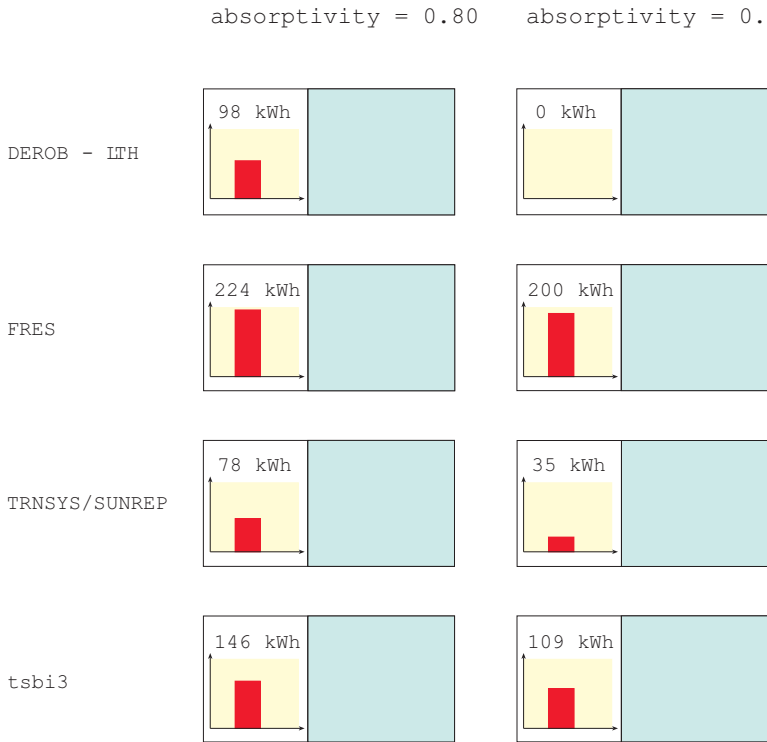 absorptivity = 0.80 absorptivity = 0.
98 kWh 0 kWh
DEROB - LTH
224 kWh 200 kWh
FRES
78 kWh 35 kWh
TRNSYS/SUNREP
146 kWh 109 kWh
tsbi3